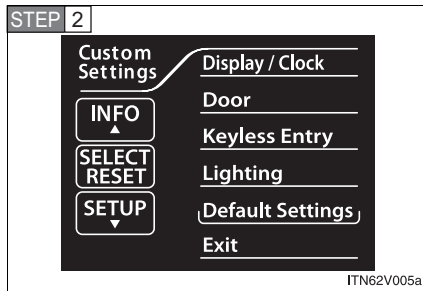 STEP 2
Custom
Settings
INFO
SELECT
RESET
SETUP
Display / Clock
Door
Keyless Entry
Lighting
Default Settings
Exit
ITN62V005a